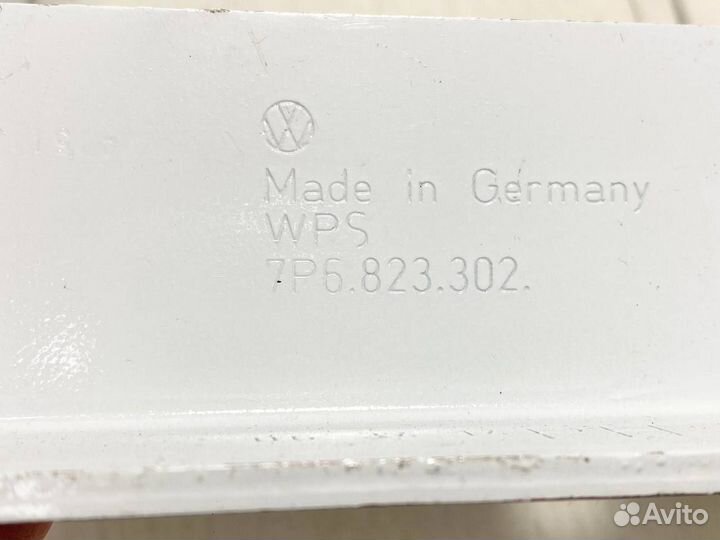 Made in Germany
WPS
7P6.823.302.
Avito